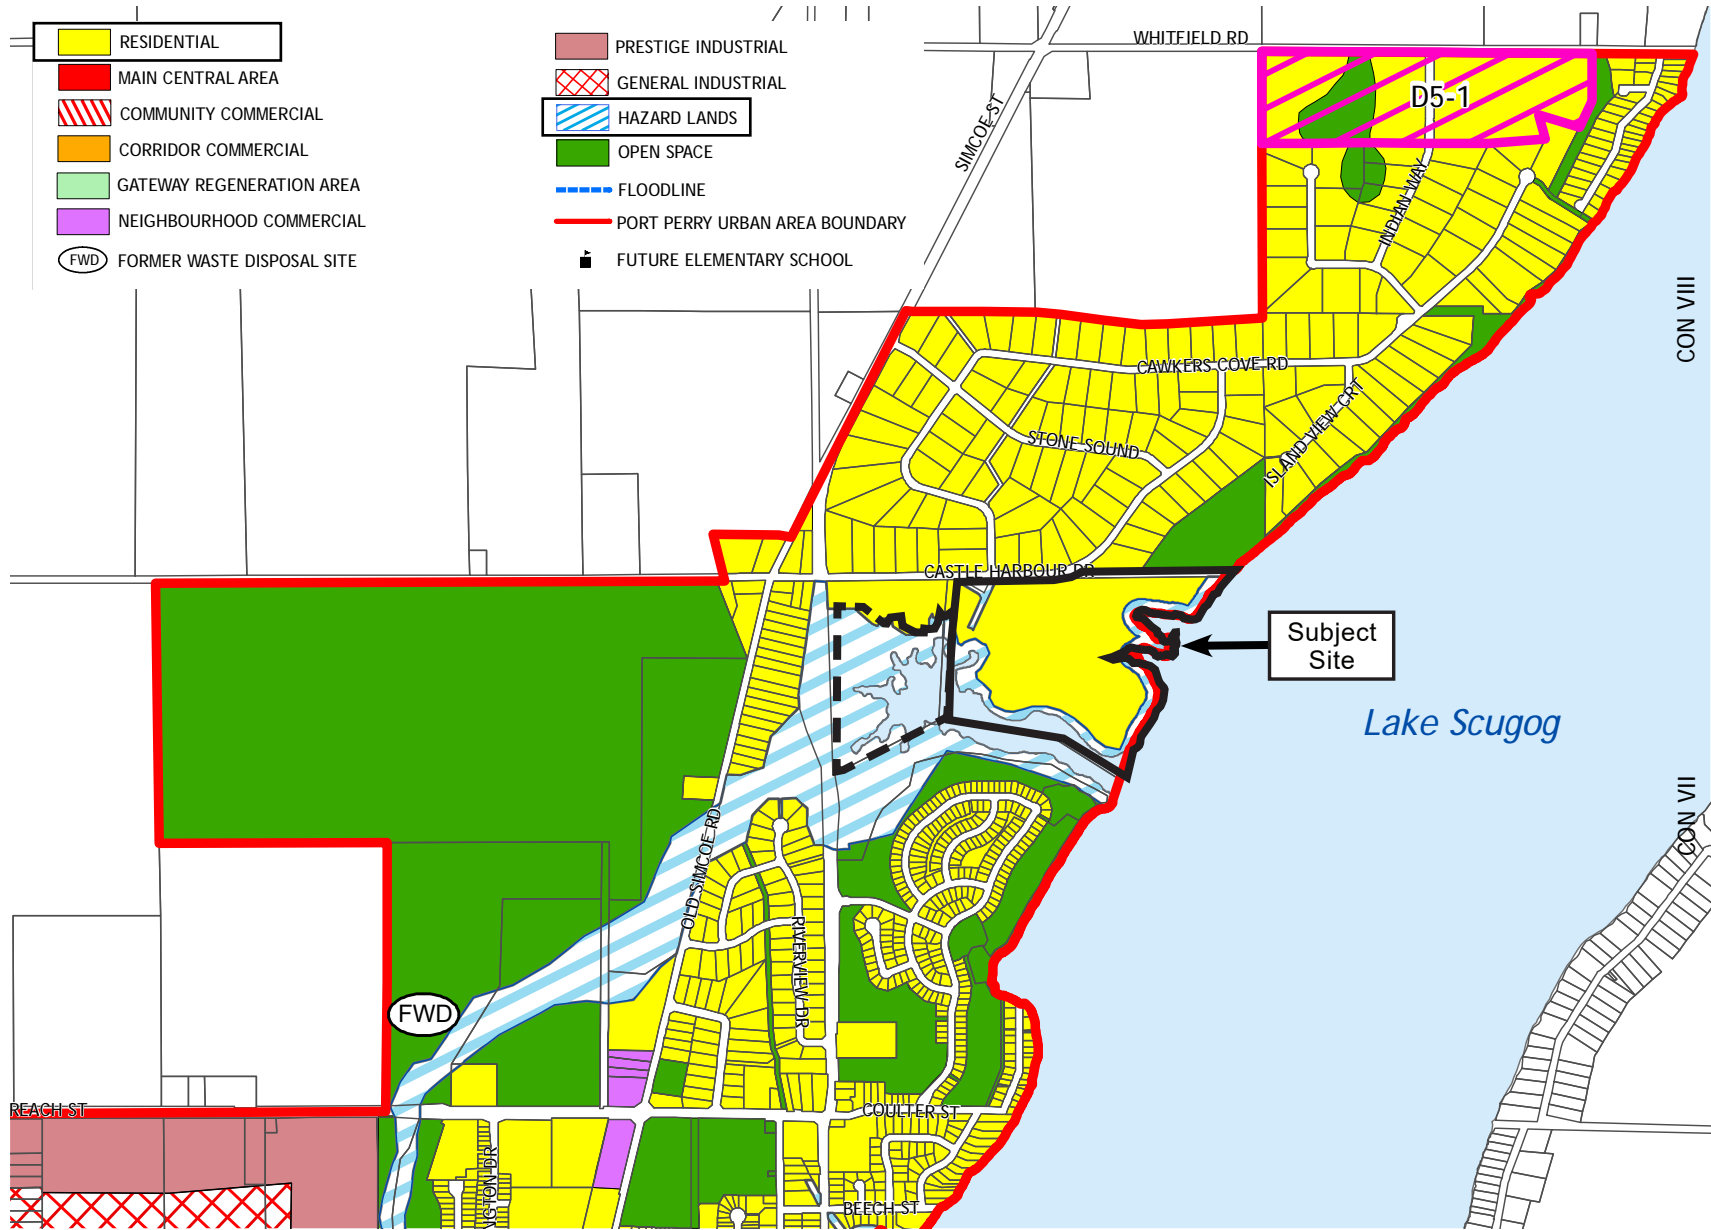 RESIDENTIAL
MAIN CENTRAL AREA
COMMUNITY COMMERCIAL
CORRIDOR COMMERCIAL
GATEWAY REGENERATION AREA
NEIGHBOURHOOD COMMERCIAL
FWD FORMER WASTE DISPOSAL SITE
PRESTIGE INDUSTRIAL
GENERAL INDUSTRIAL
HAZARD LANDS
OPEN SPACE
FLOODLINE
PORT PERRY URBAN AREA BOUNDARY
FUTURE ELEMENTARY SCHOOL
WHITFIELD RD
D5-1
SIMCOE ST
INDIAN WAY
CON VIII
CAWKERS COVE RD
ISLAND VIEW CRT
STONE SOUND
CASTLE HARBOUR DR
Subject
Site
Lake Scugog
CON VII
OLD SIMCOE RD
RIVERVIEW DR
FWD
REACH ST
COULTER ST
NGTON DR
BEECH ST